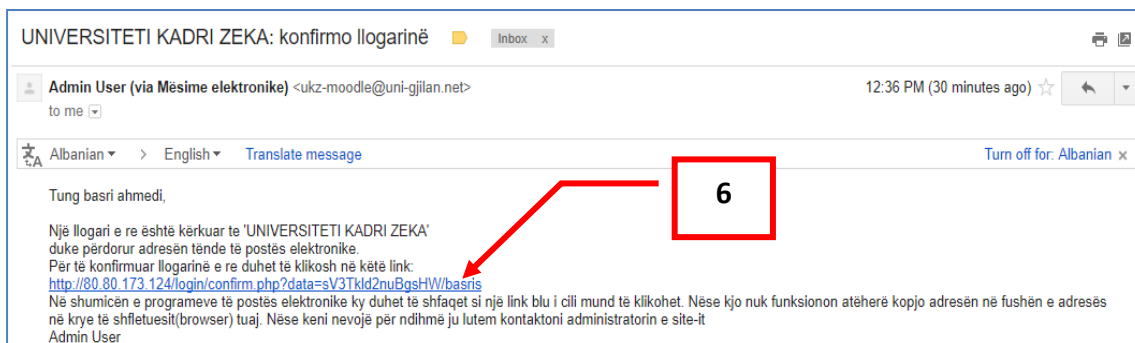 UNIVERSITETI KADRI ZEKA: konfirmo llogarinë Inbox x
Admin User (via Mësime elektronike) <ukz-moodle@uni-gjilan.net> 12:36 PM (30 minutes ago)
to me
Albanian > English Translate message Turn off for: Albanian x
6
Tung basri ahmedi,
Një llogari e re është kërkuar te 'UNIVERSITETI KADRI ZEKA'
duke përdorur adresën tënde të postës elektronike.
Për të konfirmuar llogarinë e re duhet të klikosh në këtë link:
http://80.80.173.124/login/confirm.php?data=sV3Tkld2nuBgsHW/basris
Në shumicën e programeve të postës elektronike ky duhet të shfaqet si një link blu i cili mund të klikohet. Nëse kjo nuk funksionon atëherë kopjo adresën në fushën e adresës
në krye të shfletuesit(browser) tuaj. Nëse keni nevojë për ndihmë ju lutem kontaktoni administratorin e site-it
Admin User